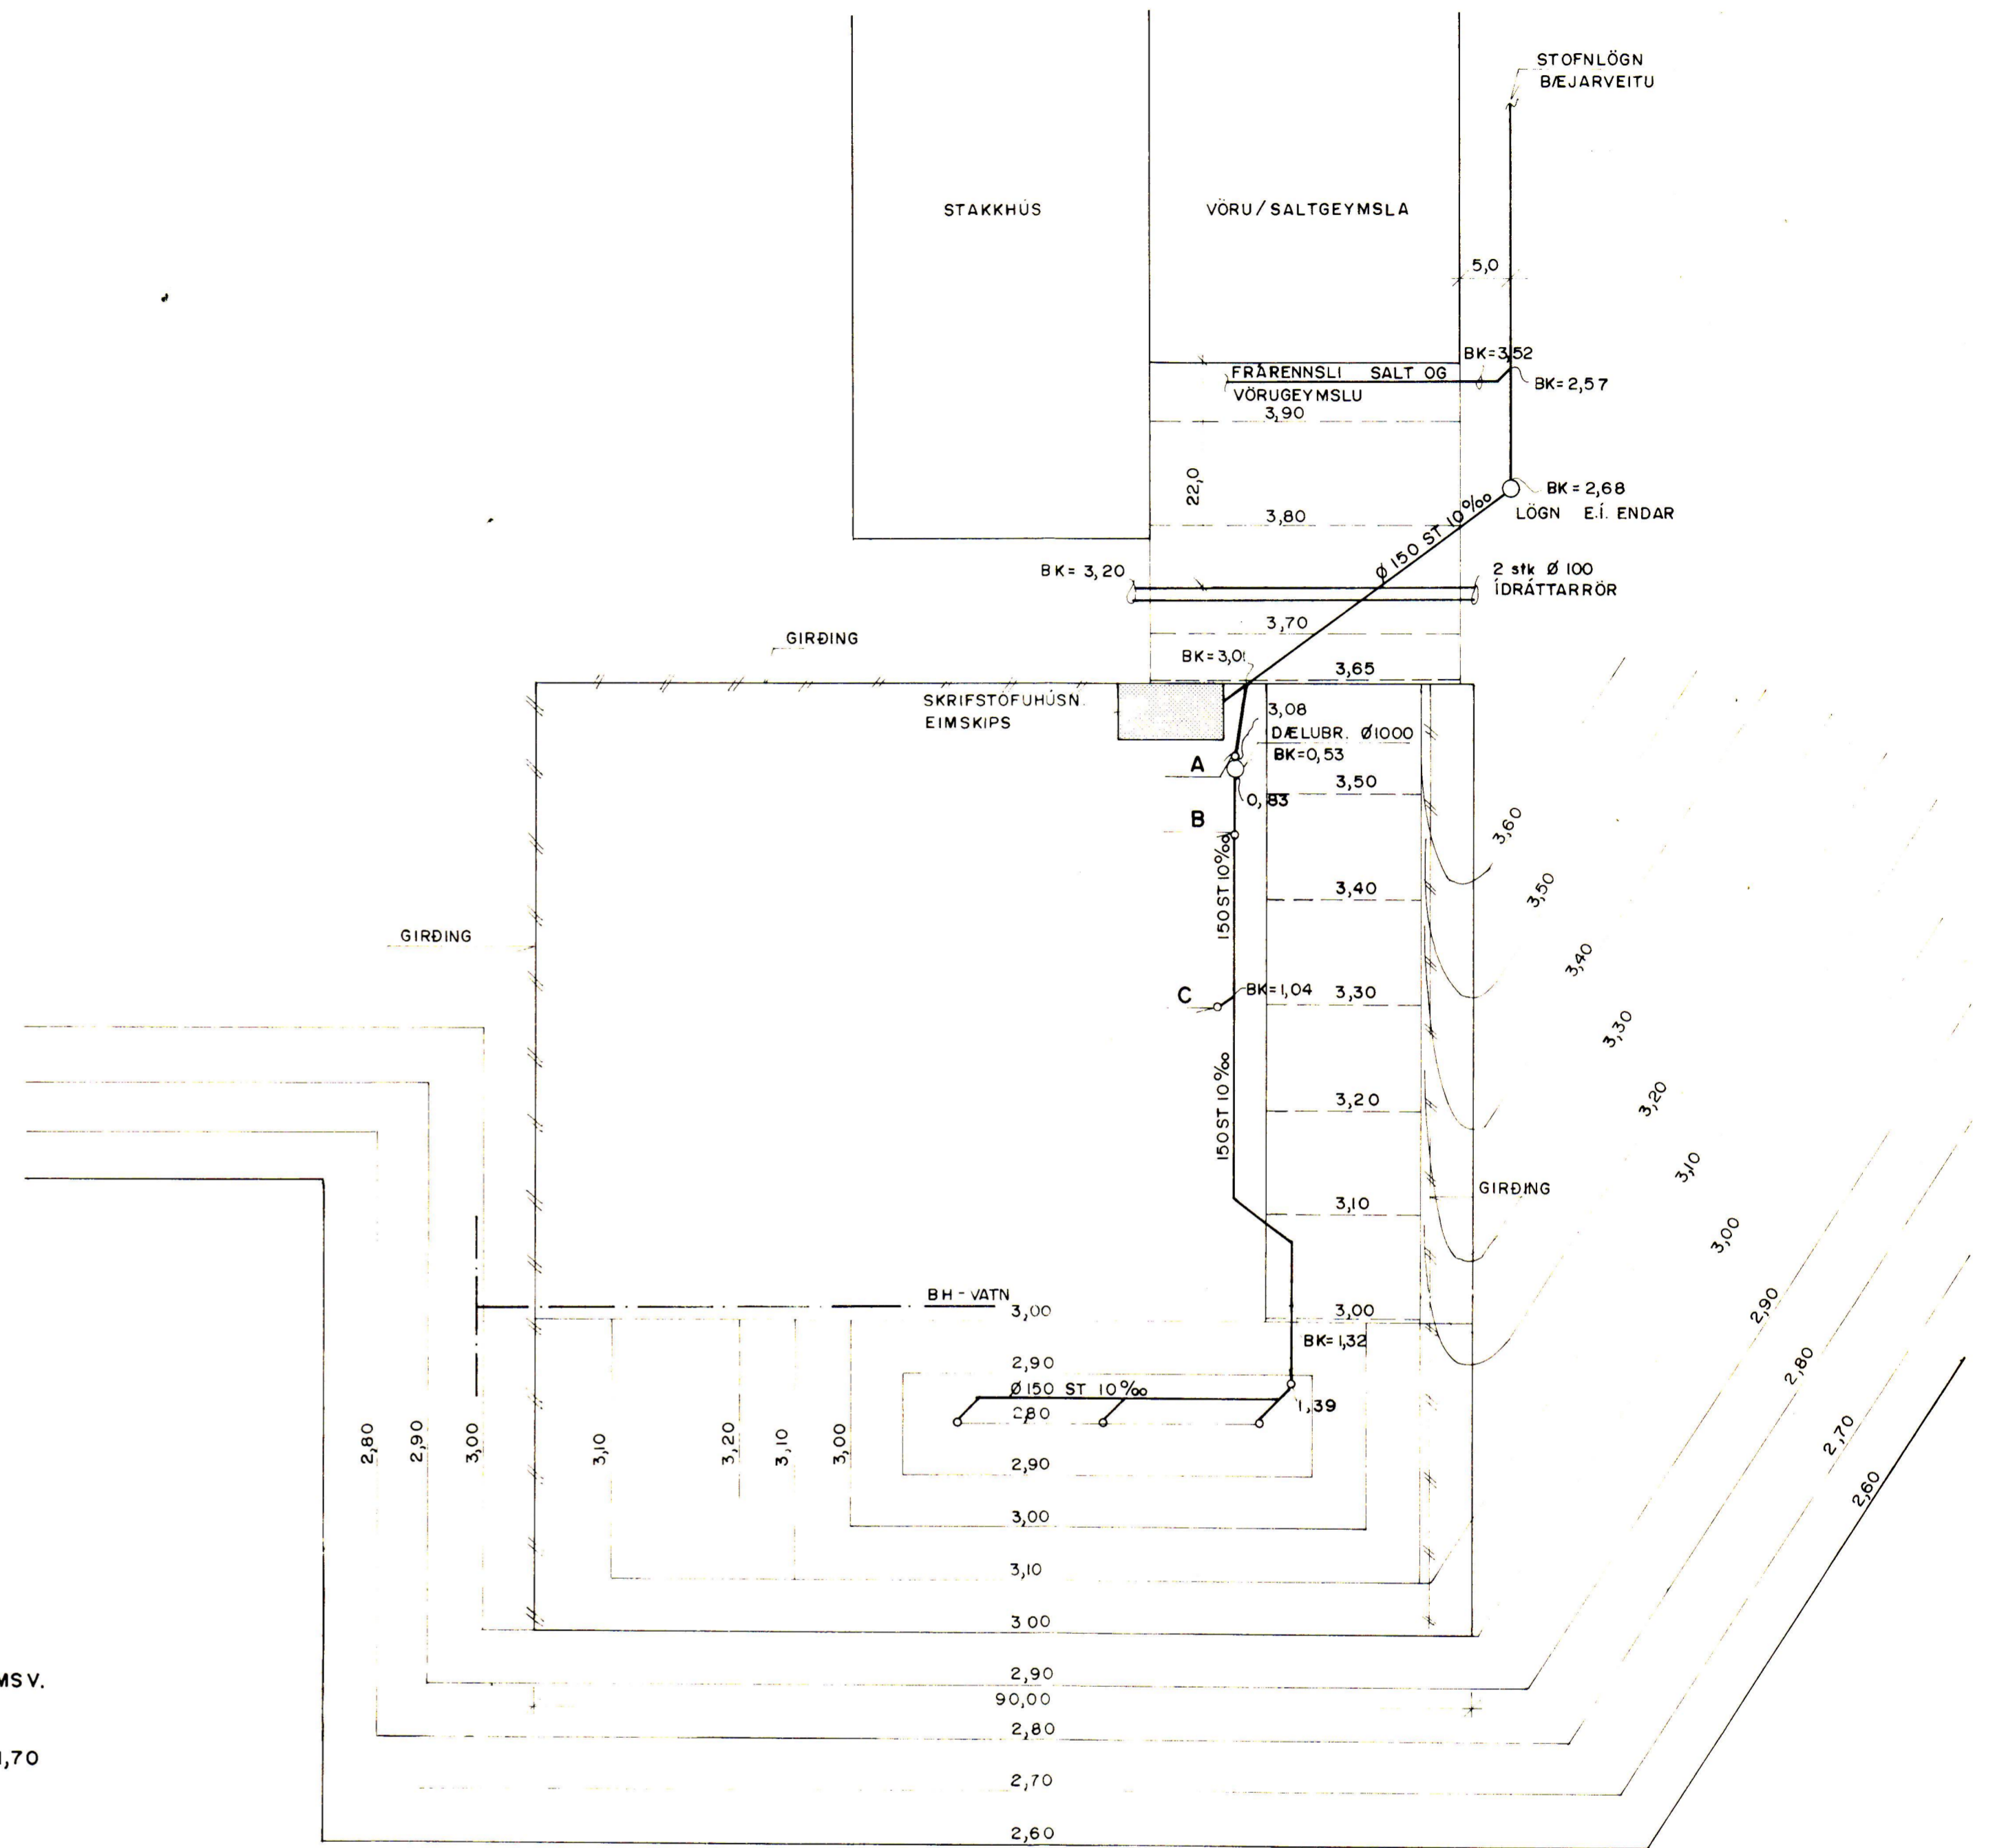 STOFNLÖGN
BÆJARVEITU
STAKKHÚS
VÖRU/SALTGEYMSLA
5,0
BK=3,52
FRÁRENNSLI SALT OG
VÖRUGEYMSLU
BK=2,57
3,90
22,0
BK=2,68
LÖGN E.Í. ENDAR
3,80
Ø 150 ST 10‰
BK= 3,20
2 stk Ø 100
ÍDRÁTTARRÖR
3,70
GIRÐING
BK=3,01
3,65
SKRIFSTOFUHÚSN.
EIMSKIPS
3,08
DÆLUBR. Ø1000
BK=0,53
A
3,50
0,83
B
3,60
150 ST 10‰
3,40
3,50
GIRÐING
3,40
C
BK=1,04
3,30
3,30
150 ST 10‰
3,20
3,20
3,10
GIRÐING
3,10
3,00
BH-VATN
3,00
3,00
2,90
BK=1,32
2,90
2,80
Ø150 ST 10‰
2,80
1,39
2,80
2,90
3,00
3,10
3,20
3,10
3,00
2,70
2,90
2,60
3,00
3,10
3 00
2,90
MSV.
90,00
2,80
1,70
2,70
2,60